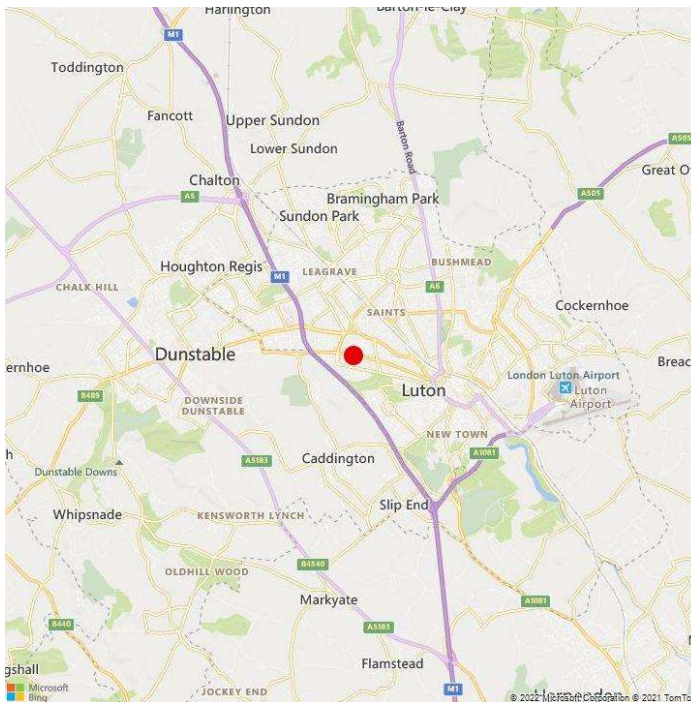 Harlington
Barton-le-Clay
M1
Toddington
Fancott
Upper Sundon
Barton Road
A505
Lower Sundon
Great O
Chalton
A5
A505
Bramingham Park
Sundon Park
BUSHMEAD
Houghton Regis
LEAGRAVE
M1
CHALK HILL
A6
Cockernhoe
SAINTS
Dunstable
ernhoe
Breac
London Luton Airport
Luton
Luton
Airport
B489
DOWNSIDE
DUNSTABLE
NEW TOWN
h
A5183
Caddington
A1081
Dunstable Downs
Slip End
Whipsnade
KENSWORTH LYNCH
B4540
OLDHILL WOOD
Markyate
A1081
B440
A5183
gshall
Flamstead
Microsoft
Bing
JOCKEY END
M1
Harpenden
© 2022 Microsoft Corporation © 2021 TomTo